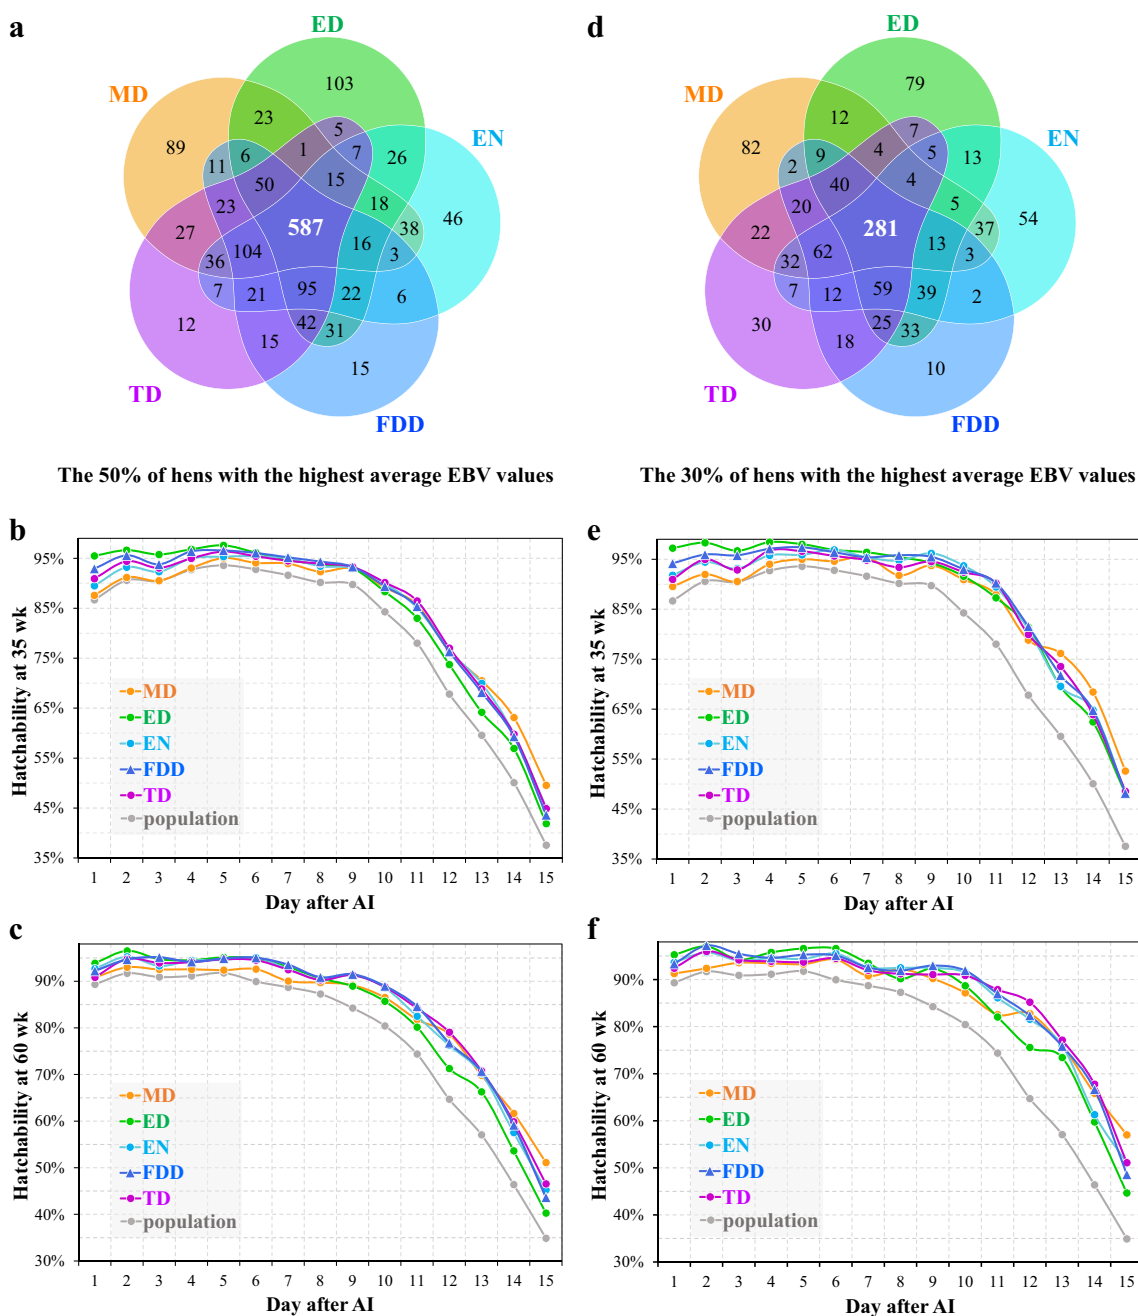 a
ED
MD
EN
TD
FDD
103
23
5
89
1
7
26
11
6
50
15
18
46
23
38
587
27
16
3
36
104
7
21
95
22
6
12
42
31
15
15
The 50% of hens with the highest average EBV values
d
ED
MD
EN
TD
FDD
79
12
7
82
4
5
13
2
9
40
4
5
54
20
37
281
22
13
3
32
62
7
12
59
39
2
30
25
33
18
10
The 30% of hens with the highest average EBV values
b
Hatchability at 35 wk
95%
85%
75%
65%
55%
45%
35%
MD
ED
EN
FDD
TD
population
1 2 3 4 5 6 7 8 9 10 11 12 13 14 15
Day after AI
e
Hatchability at 35 wk
95%
85%
75%
65%
55%
45%
35%
MD
ED
EN
FDD
TD
population
1 2 3 4 5 6 7 8 9 10 11 12 13 14 15
Day after AI
c
Hatchability at 60 wk
90%
80%
70%
60%
50%
40%
30%
MD
ED
EN
FDD
TD
population
1 2 3 4 5 6 7 8 9 10 11 12 13 14 15
Day after AI
f
Hatchability at 60 wk
90%
80%
70%
60%
50%
40%
30%
MD
ED
EN
FDD
TD
population
1 2 3 4 5 6 7 8 9 10 11 12 13 14 15
Day after AI